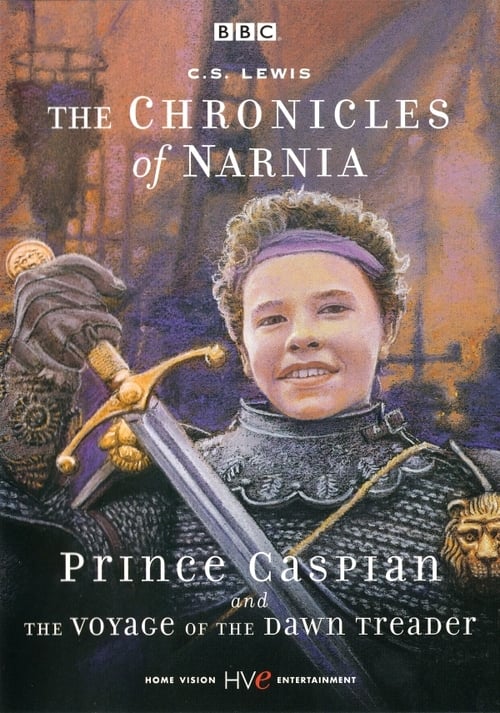 BBC
C.S. LEWIS
THE CHRONICLES
of NARNIA
PRINCE CASPIAN
and
THE VOYAGE OF THE DAWN TREADER
HOME VISION HVe ENTERTAINMENT